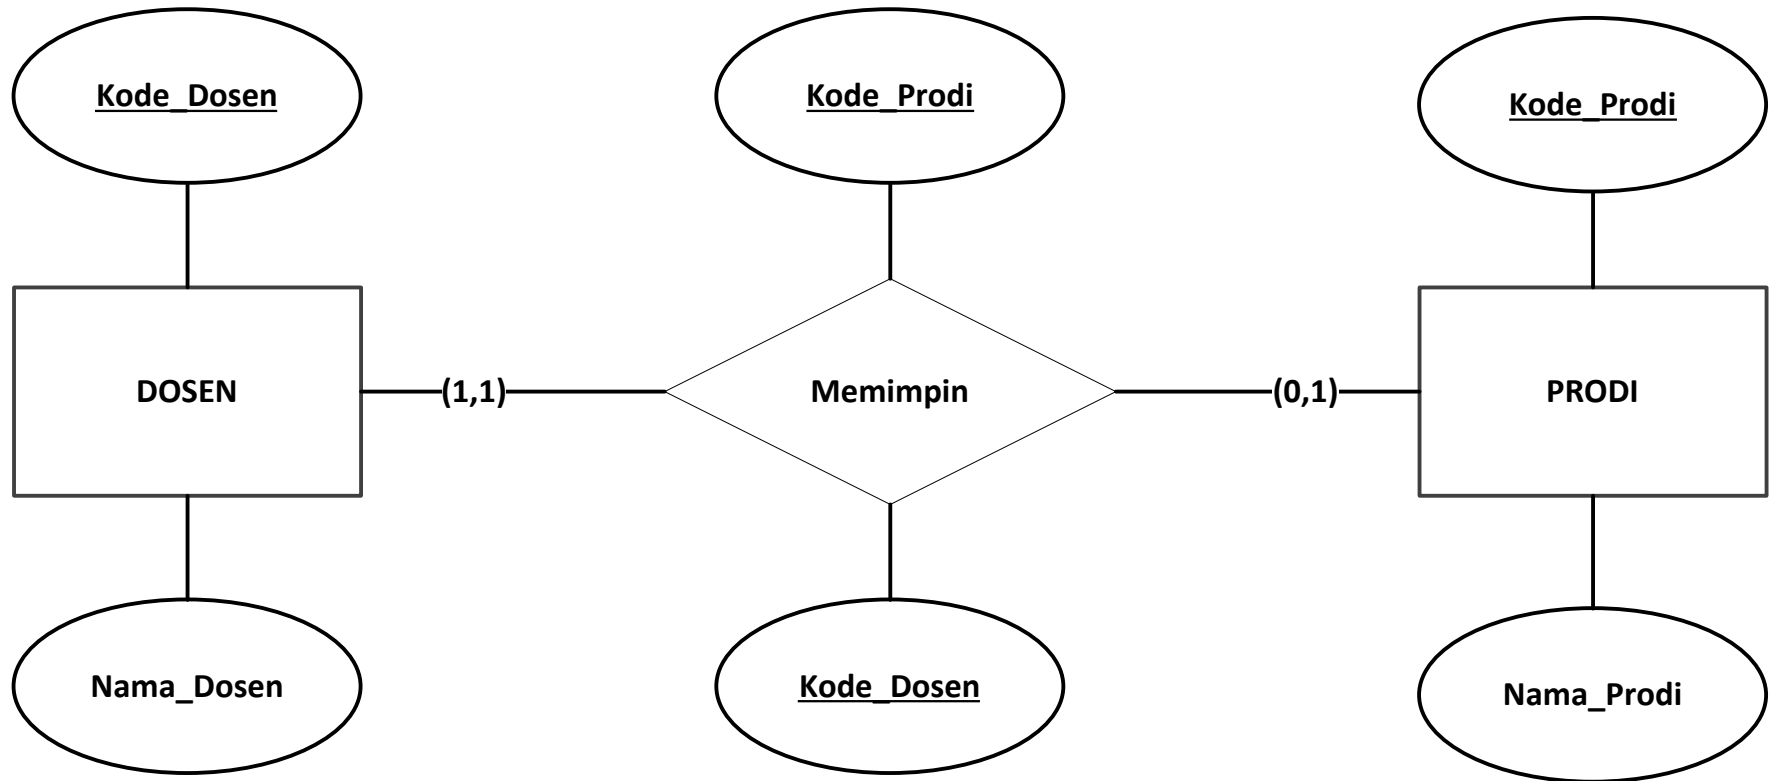 Kode_Dosen
Kode_Prodi
Kode_Prodi
DOSEN
(1,1)
Memimpin
(0,1)
PRODI
Nama_Dosen
Kode_Dosen
Nama_Prodi